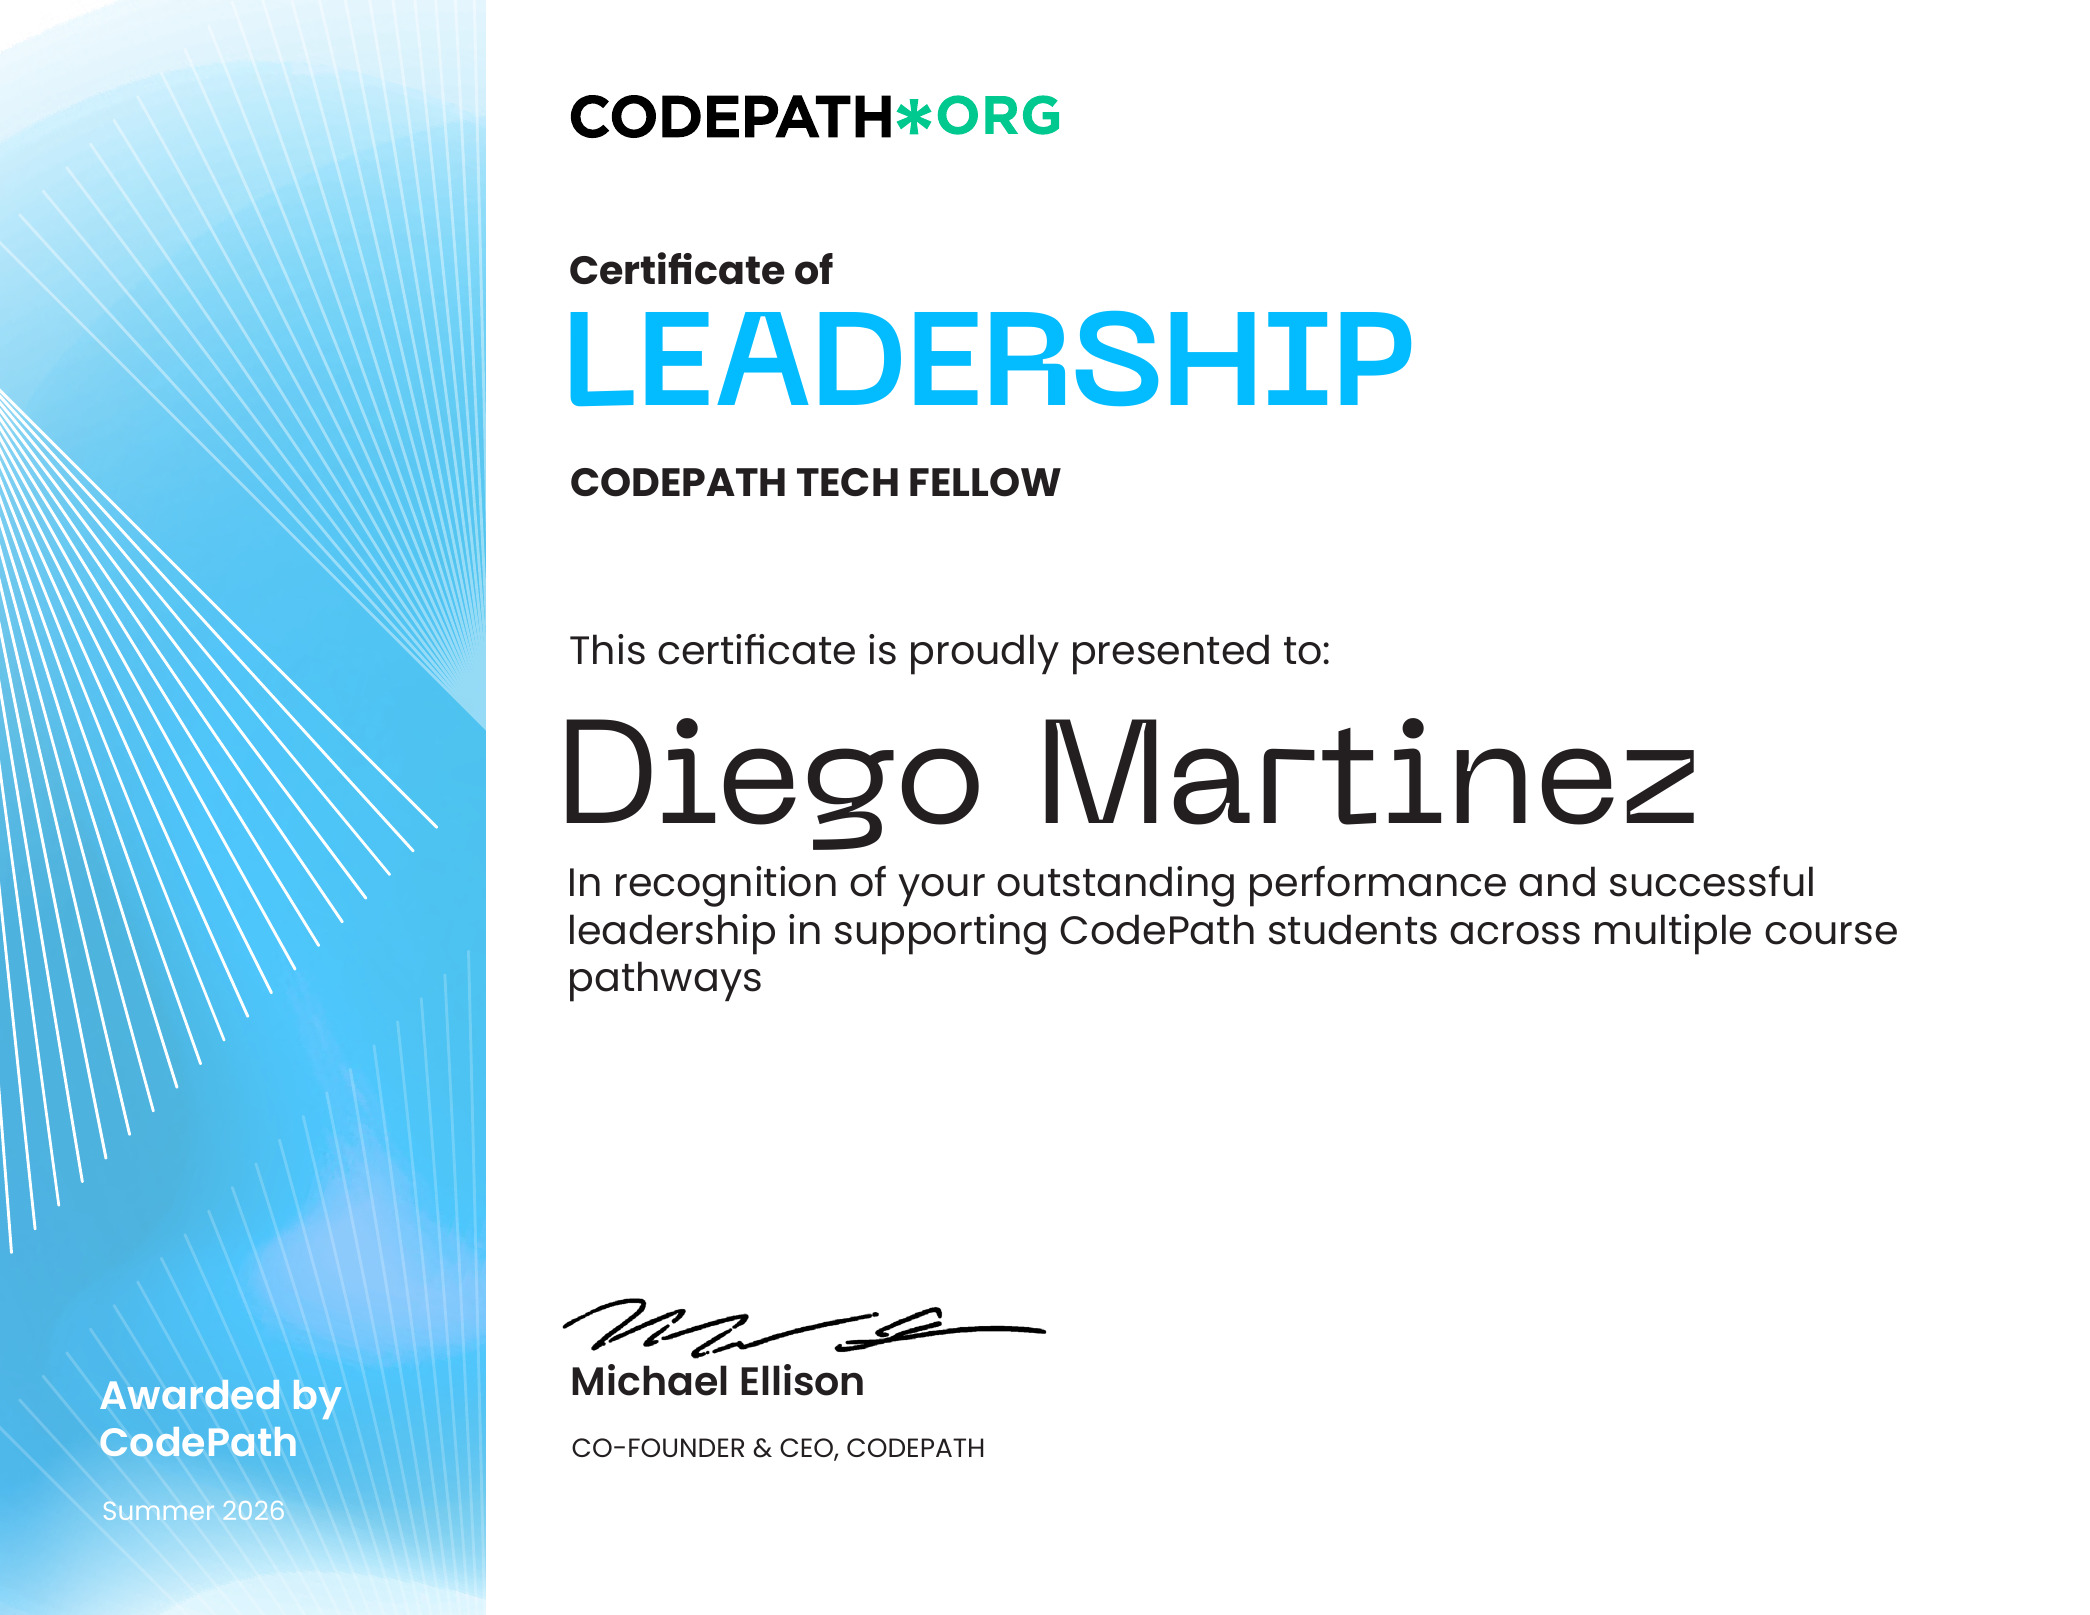 CODEPATH*ORG
Certificate of
LEADERSHIP
CODEPATH TECH FELLOW
This certificate is proudly presented to:
Diego Martinez
In recognition of your outstanding performance and successful
leadership in supporting CodePath students across multiple course
pathways
Michael Ellison
CO-FOUNDER & CEO, CODEPATH
Awarded by
CodePath
Summer 2026